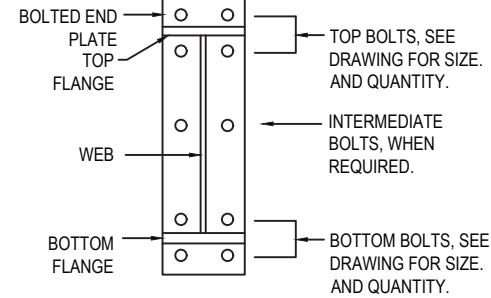 BOLTED END
PLATE
TOP
FLANGE
WEB
BOTTOM
FLANGE
TOP BOLTS, SEE
DRAWING FOR SIZE.
AND QUANTITY.
INTERMEDIATE
BOLTS, WHEN
REQUIRED.
BOTTOM BOLTS, SEE
DRAWING FOR SIZE.
AND QUANTITY.